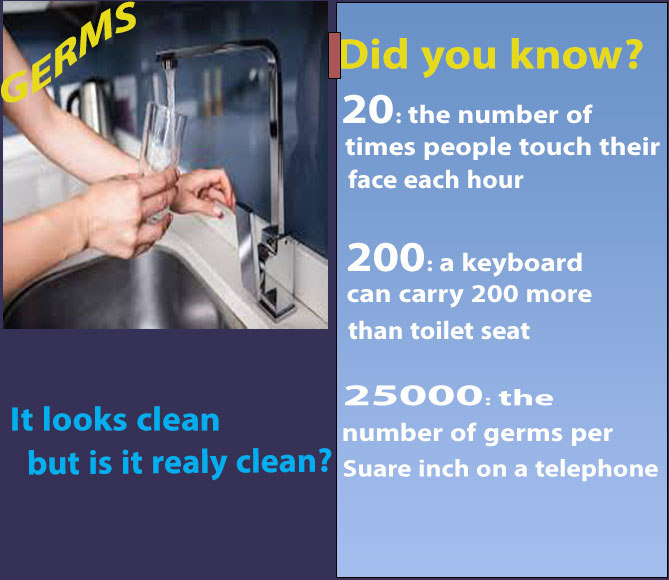 GERMS
It looks clean
but is it realy clean?
Did you know?
20: the number of
times people touch their
face each hour
200: a keyboard
can carry 200 more
than toilet seat
25000: the
number of germs per
Suare inch on a telephone